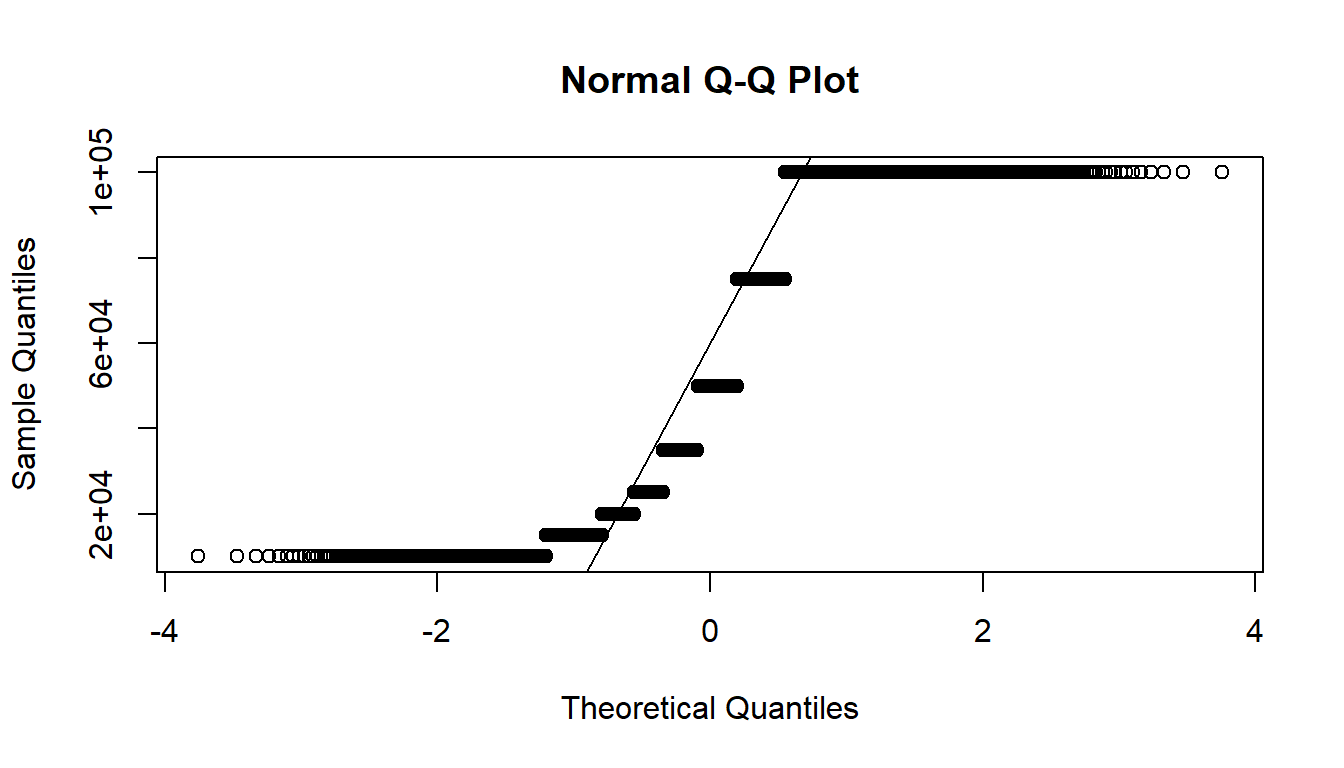 Normal Q-Q Plot
Sample Quantiles
1e+05
6e+04
2e+04
-4 -2 0 2 4
Theoretical Quantiles